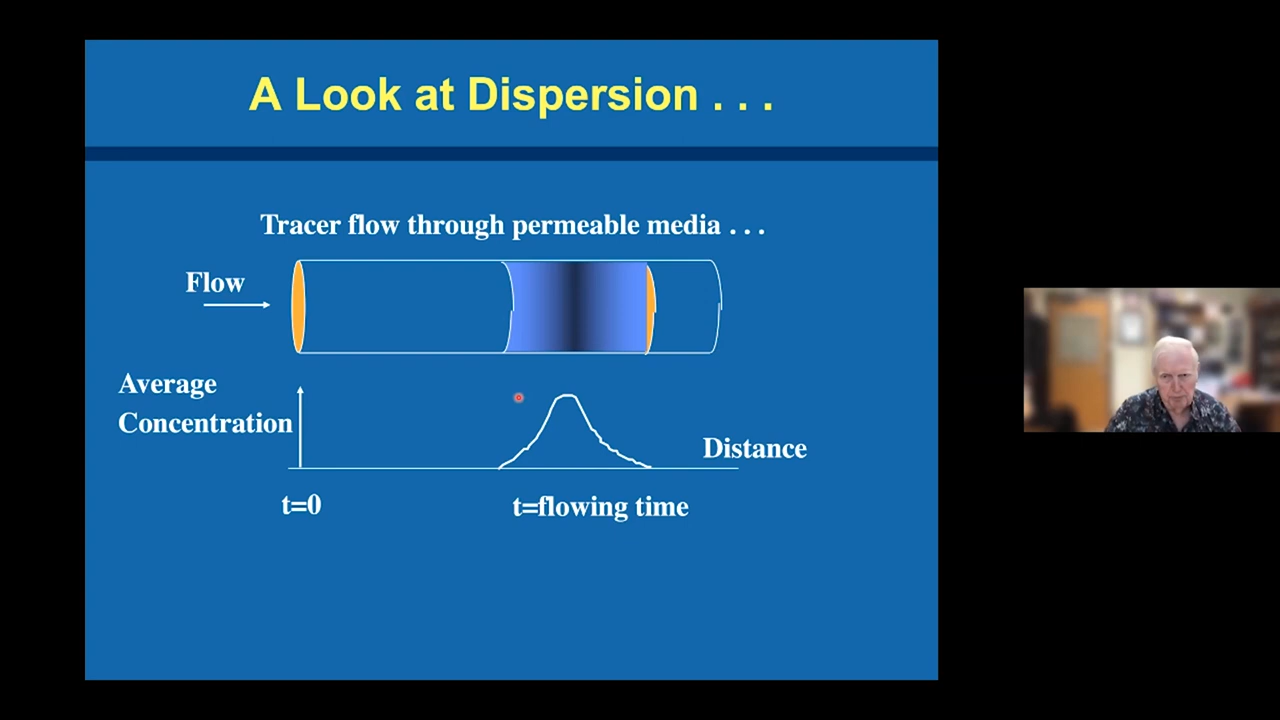 A Look at Dispersion . . .
Tracer flow through permeable media . . .
Flow
Average
Concentration
Distance
t=0
t=flowing time